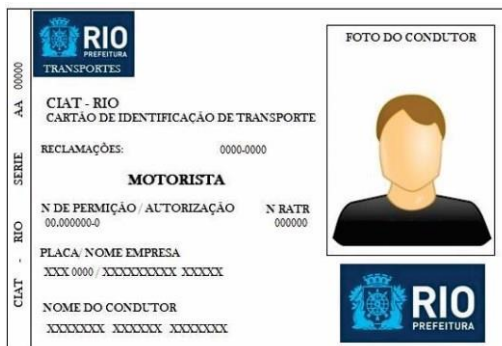 CIAT - RIO SERIE AA 00000
RIO
PREFEITURA
TRANSPORTES
CIAT - RIO
CARTÃO DE IDENTIFICAÇÃO DE TRANSPORTE
RECLAMAÇÕES: 0000-0000
MOTORISTA
N DE PERMIÇÃO / AUTORIZAÇÃO N RATR
00.000000-0 000000
PLACA/ NOME EMPRESA
XXX 0000 / XXXXXXXXXX XXXXX
NOME DO CONDUTOR
XXXXXXX XXXXXX XXXXXXX
FOTO DO CONDUTOR
RIO
PREFEITURA